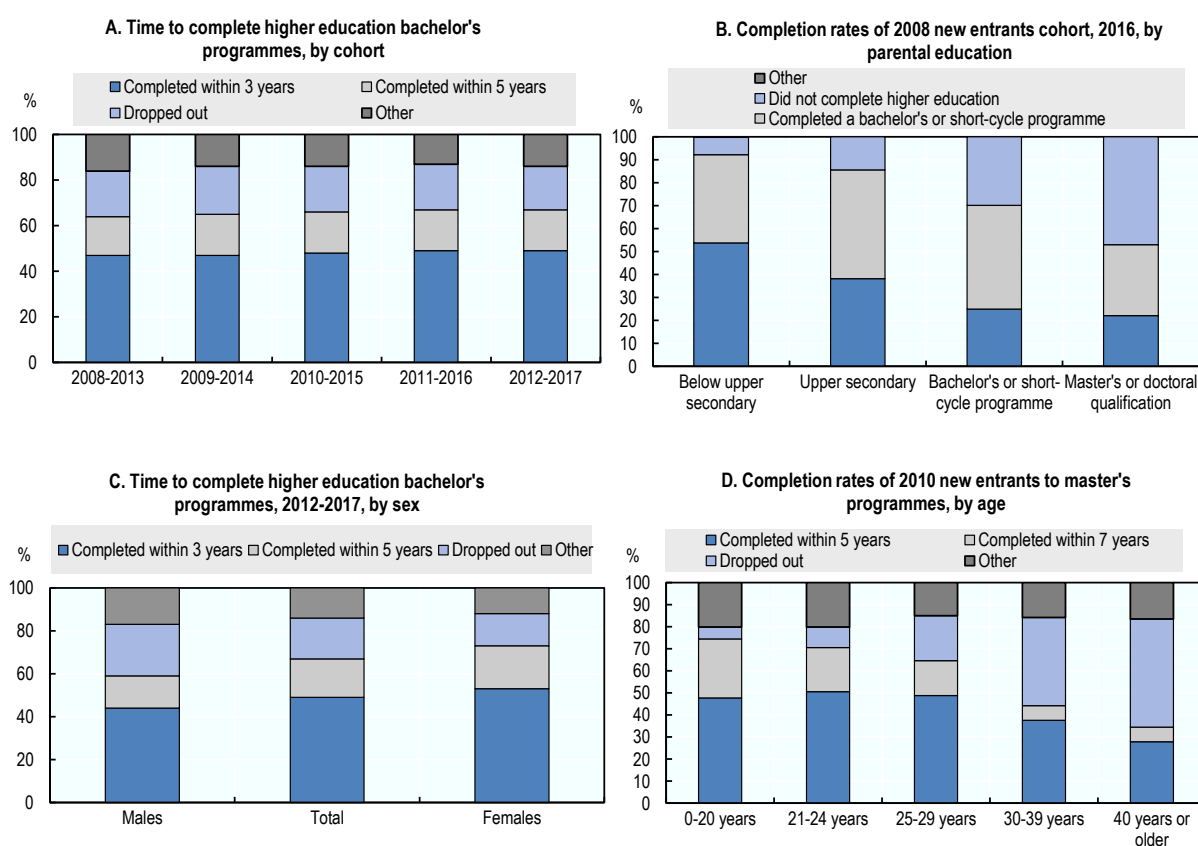 A. Time to complete higher education bachelor's
programmes, by cohort
Completed within 3 years
Completed within 5 years
Dropped out
Other
%
100
80
60
40
20
0
2008-2013
2009-2014
2010-2015
2011-2016
2012-2017
B. Completion rates of 2008 new entrants cohort, 2016, by
parental education
Other
Did not complete higher education
Completed a bachelor's or short-cycle programme
%
100
90
80
70
60
50
40
30
20
10
0
Below upper
secondary
Upper secondary
Bachelor's or short-
cycle programme
Master's or doctoral
qualification
C. Time to complete higher education bachelor's
programmes, 2012-2017, by sex
Completed within 3 years
Completed within 5 years
Dropped out
Other
%
100
80
60
40
20
0
Males
Total
Females
D. Completion rates of 2010 new entrants to master's
programmes, by age
Completed within 5 years
Completed within 7 years
Dropped out
Other
%
100
90
80
70
60
50
40
30
20
10
0
0-20 years
21-24 years
25-29 years
30-39 years
40 years or
older